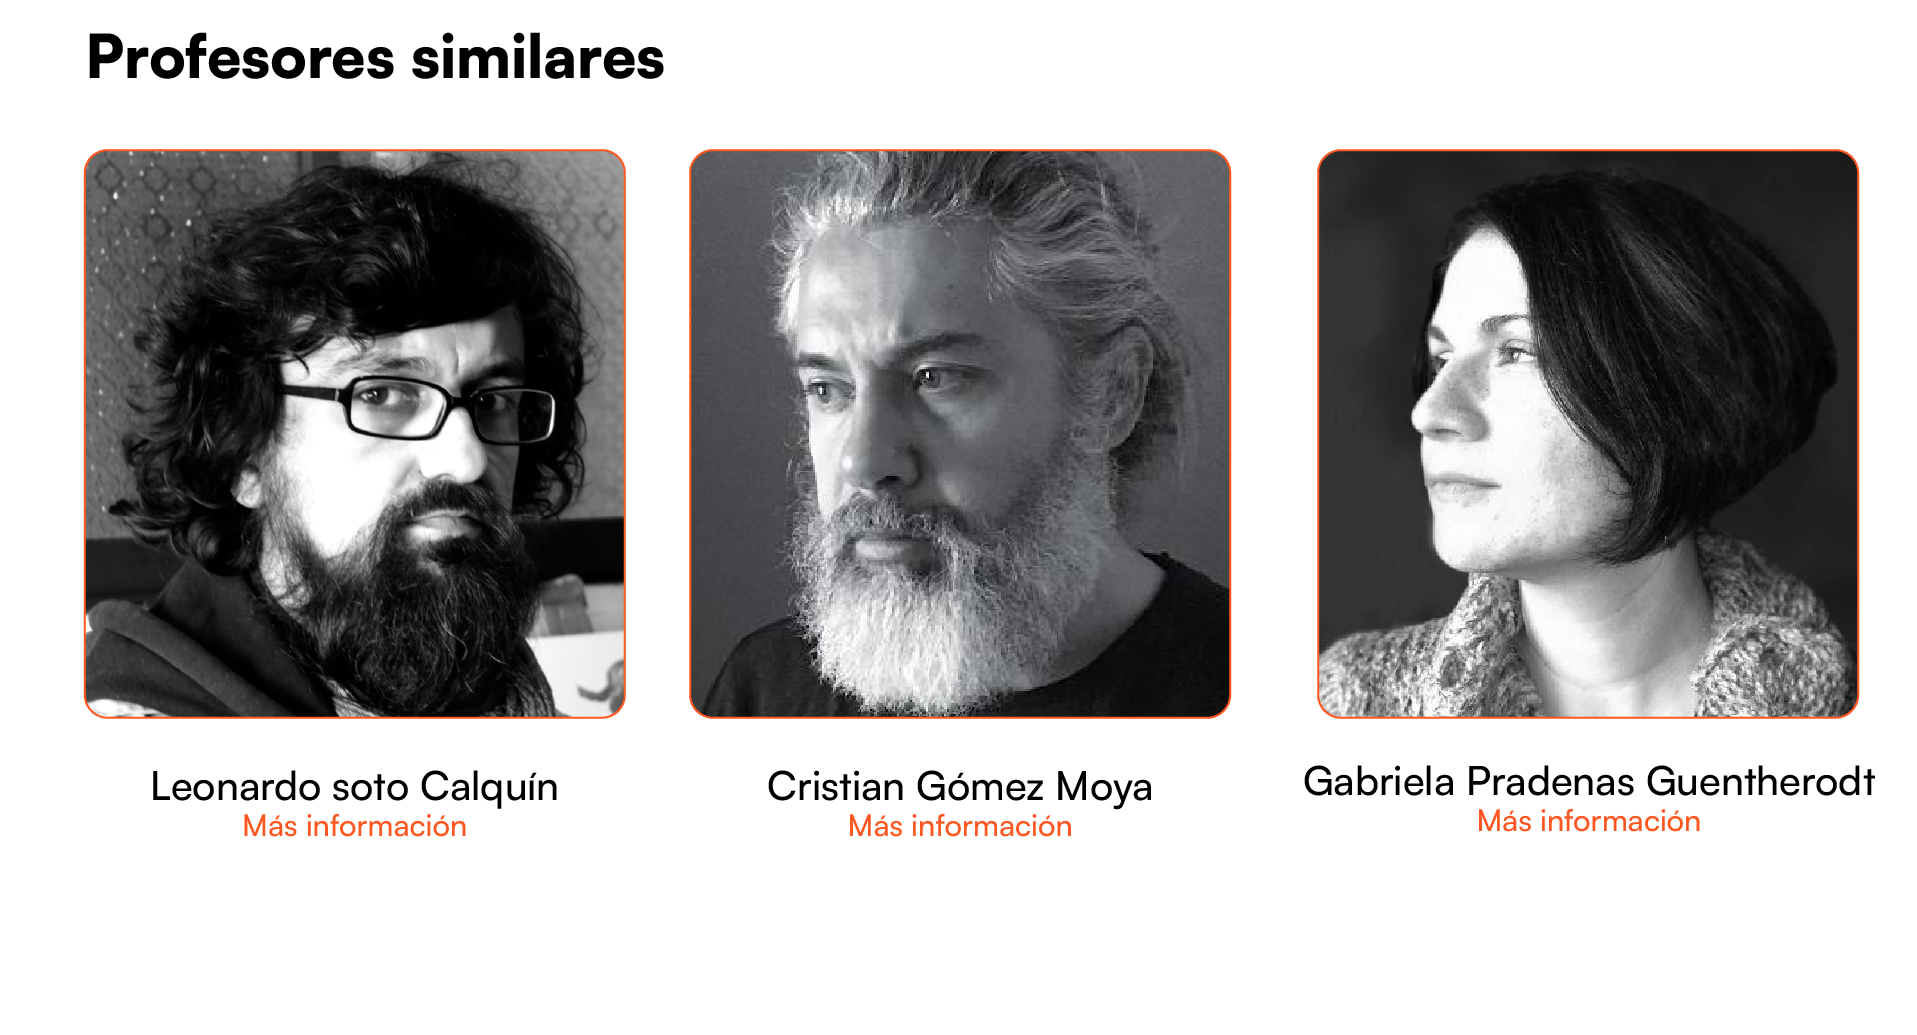 Profesores similares
Leonardo soto Calquín
Más información
Cristian Gómez Moya
Más información
Gabriela Pradenas Guentherodt
Más información